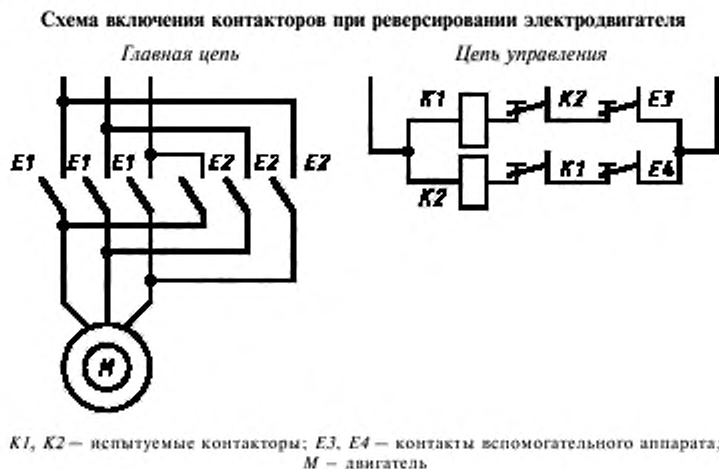 Схема включения контакторов при реверсировании электродвигателя
Главная цепь
Цепь управления
K1
K2
E3
E1
E1
E1
E2
E2
E2
K2
K1
E4
M
K1, K2 — испытуемые контакторы; E3, E4 — контакты вспомогательного аппарата;
M — двигатель